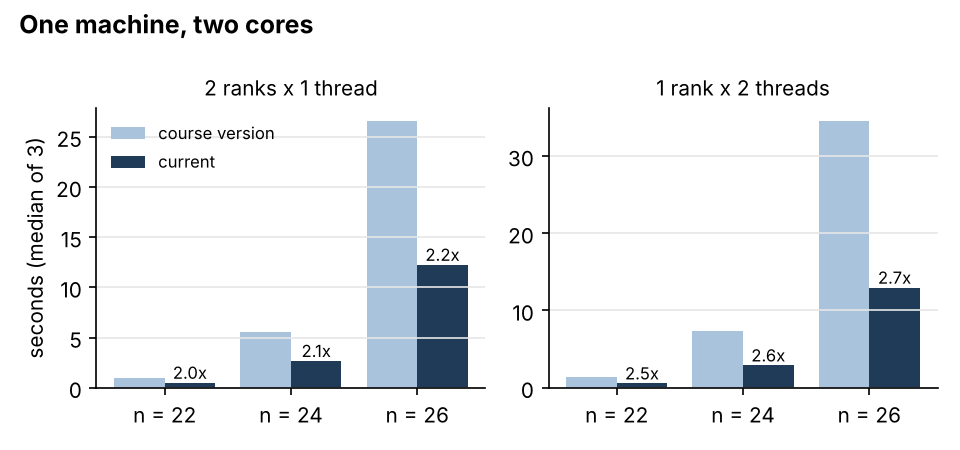 One machine, two cores
2 ranks x 1 thread
seconds (median of 3)
25
20
15
10
5
0
course version
current
2.0x
2.1x
2.2x
n = 22
n = 24
n = 26
1 rank x 2 threads
30
20
10
0
2.5x
2.6x
2.7x
n = 22
n = 24
n = 26